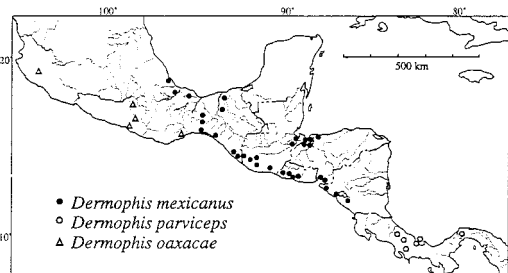 100° 90° 80°
20°
500 km
10°
● Dermophis mexicanus
○ Dermophis parviceps
△ Dermophis oaxacae